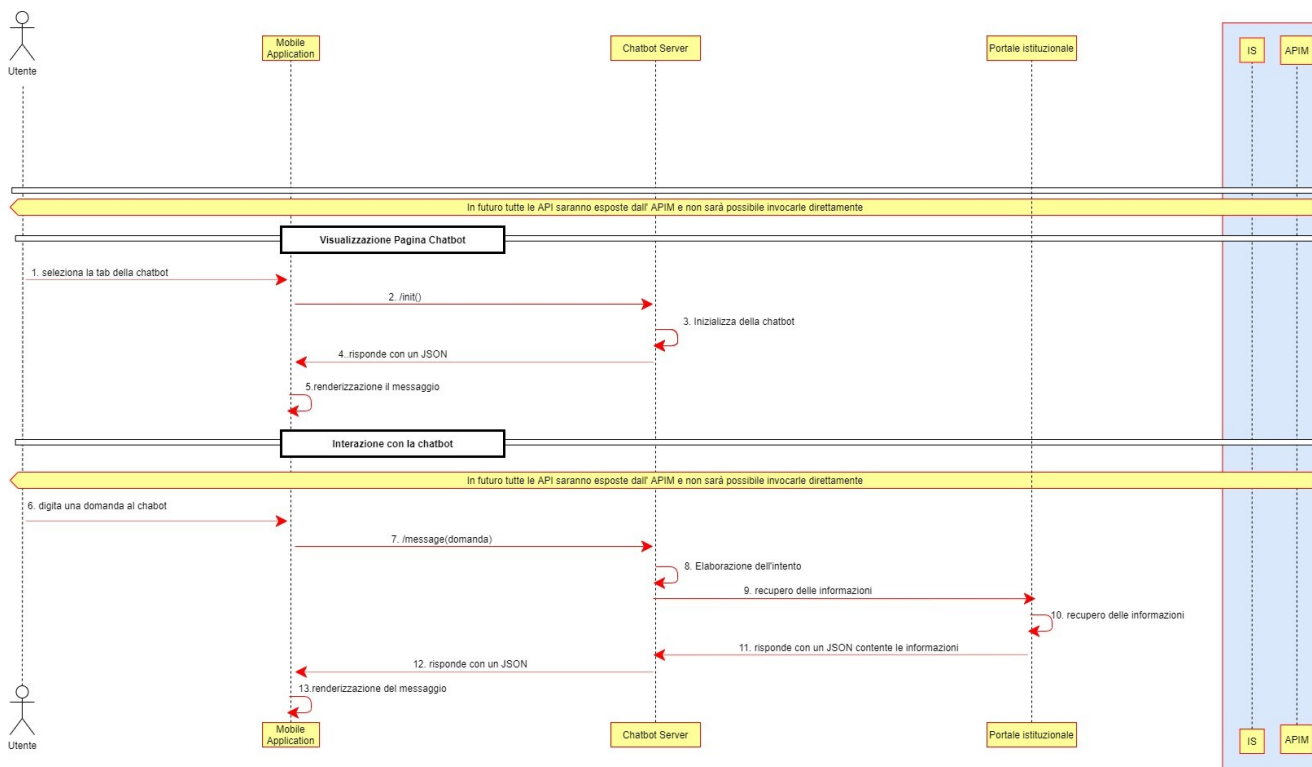 Utente
Mobile
Application
Chatbot Server
Portale istituzionale
IS
APIM
In futuro tutte le API saranno esposte dall' APIM e non sarà possibile invocarle direttamente
Visualizzazione Pagina Chatbot
1. seleziona la tab della chatbot
2. /init()
3. Inizializza della chatbot
4..risponde con un JSON
5.renderizzazione il messaggio
Interazione con la chatbot
In futuro tutte le API saranno esposte dall' APIM e non sarà possibile invocarle direttamente
6. digita una domanda al chabot
7. /message(domanda)
8. Elaborazione dell'intento
9. recupero delle informazioni
10. recupero delle informazioni
11. risponde con un JSON contente le informazioni
12. risponde con un JSON
13.renderizzazione del messaggio
Utente
Mobile
Application
Chatbot Server
Portale istituzionale
IS
APIM